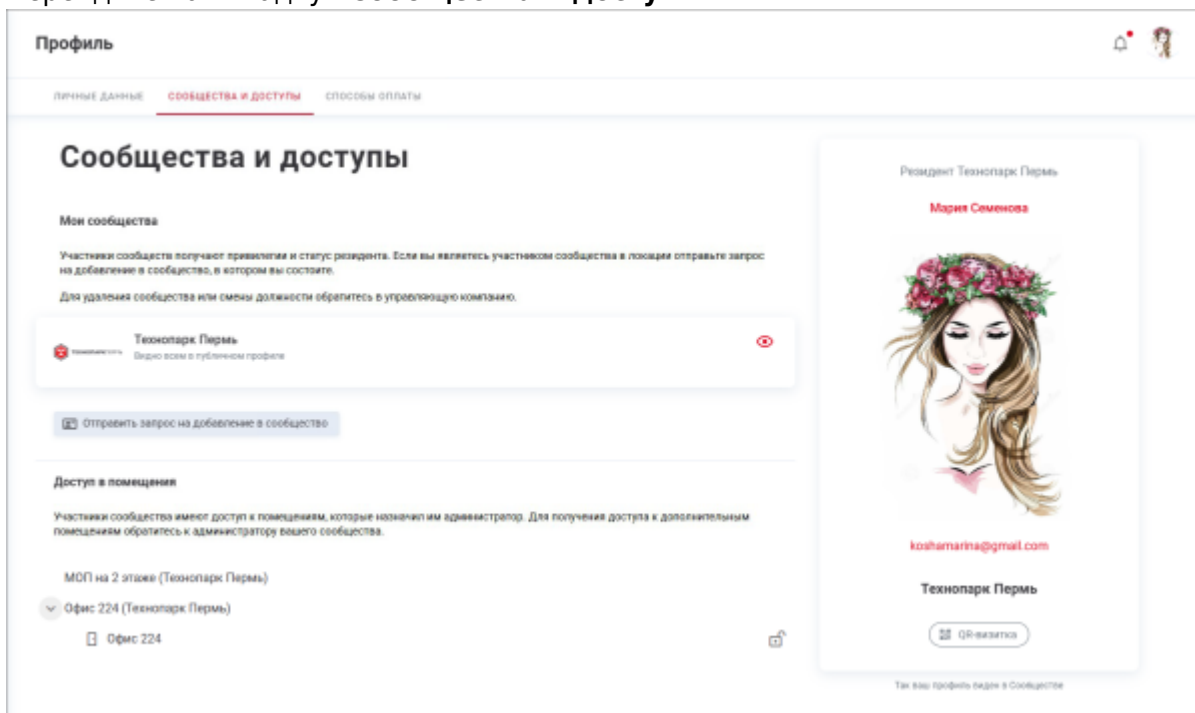 Профиль
ЛИЧНЫЕ ДАННЫЕ СООБЩЕСТВА И ДОСТУПЫ СПОСОБЫ ОПЛАТЫ
Сообщества и доступы
Мои сообщества
Участники сообществ получают привилегии и статус резидента. Если вы являетесь участником сообщества в локации отправьте запрос
на добавление в сообщество, в котором вы состоите.
Для удаления сообщества или смены должности обратитесь в управляющую компанию.
Технопарк Пермь
Видно всем в публичном профиле
Отправить запрос на добавление в сообщество
Доступ в помещения
Участники сообщества имеют доступ к помещениям, которые назначил им администратор. Для получения доступа к дополнительным
помещениям обратитесь к администратору вашего сообщества.
МОП на 2 этаже (Технопарк Пермь)
Офис 224 (Технопарк Пермь)
Офис 224
Резидент Технопарк Пермь
Мария Семенова
koshamarina@gmail.com
Технопарк Пермь
QR-визитка
Так ваш профиль виден в Сообществе